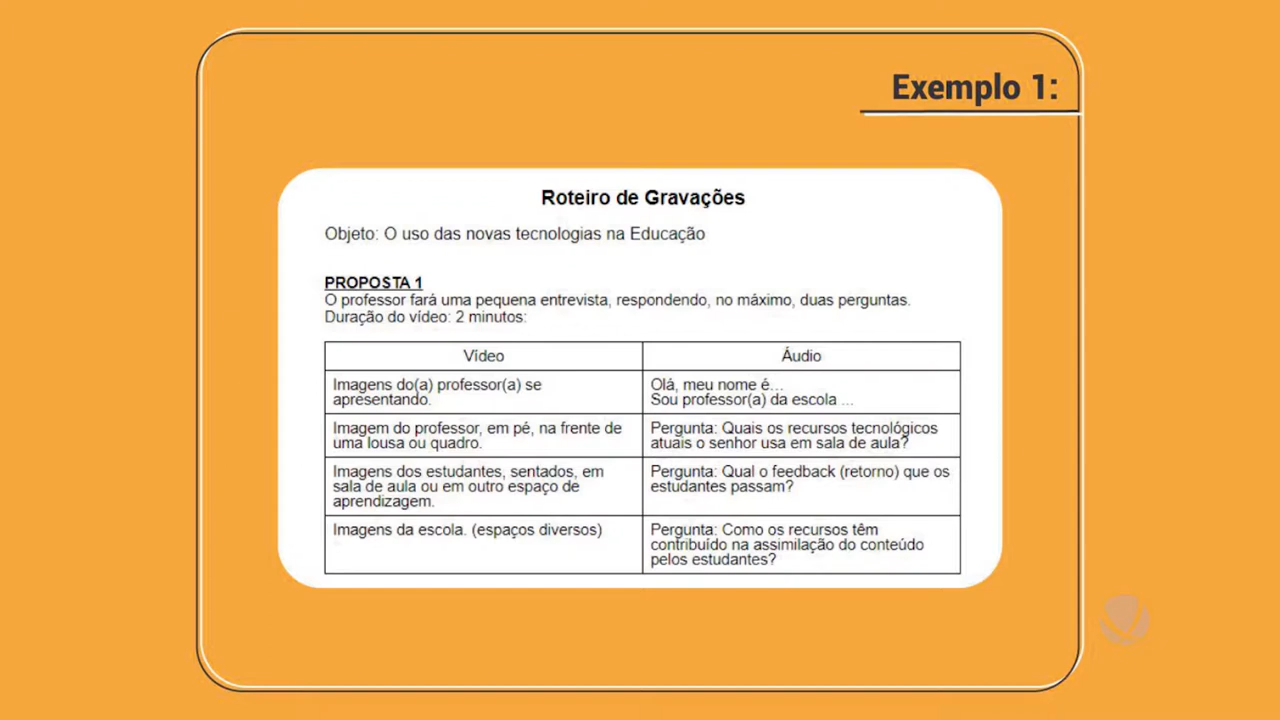 Exemplo 1:
Roteiro de Gravações
Objeto: O uso das novas tecnologias na Educação
PROPOSTA 1
O professor fará uma pequena entrevista, respondendo, no máximo, duas perguntas.
Duração do vídeo: 2 minutos:
Vídeo
Áudio
Imagens do(a) professor(a) se
apresentando.
Olá, meu nome é...
Sou professor(a) da escola ...
Imagem do professor, em pé, na frente de
uma lousa ou quadro.
Pergunta: Quais os recursos tecnológicos
atuais o senhor usa em sala de aula?
Imagens dos estudantes, sentados, em
sala de aula ou em outro espaço de
aprendizagem.
Pergunta: Qual o feedback (retorno) que os
estudantes passam?
Imagens da escola. (espaços diversos)
Pergunta: Como os recursos têm
contribuído na assimilação do conteúdo
pelos estudantes?